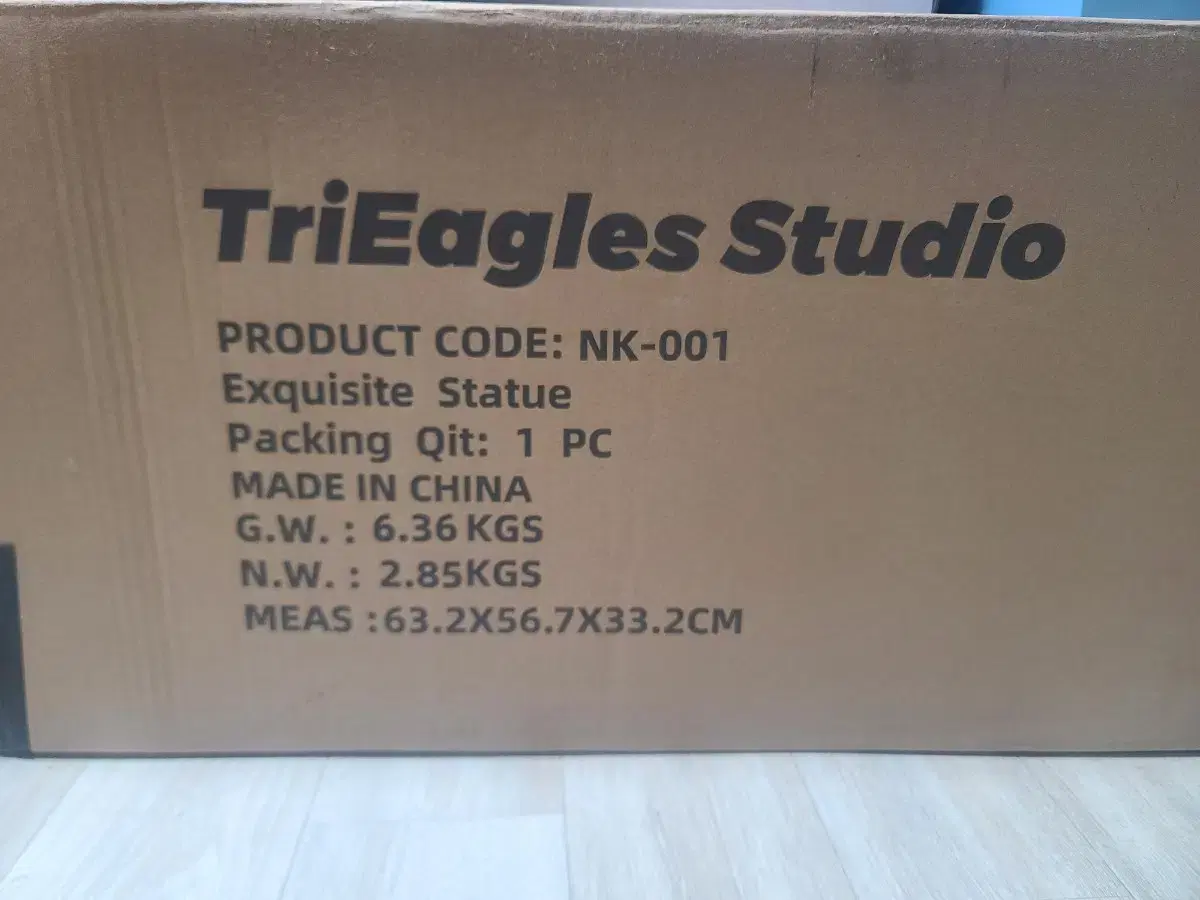 TriEagles Studio
PRODUCT CODE: NK-001
Exquisite Statue
Packing Qit: 1 PC
MADE IN CHINA
G.W. : 6.36 KGS
N.W. : 2.85KGS
MEAS :63.2X56.7X33.2CM